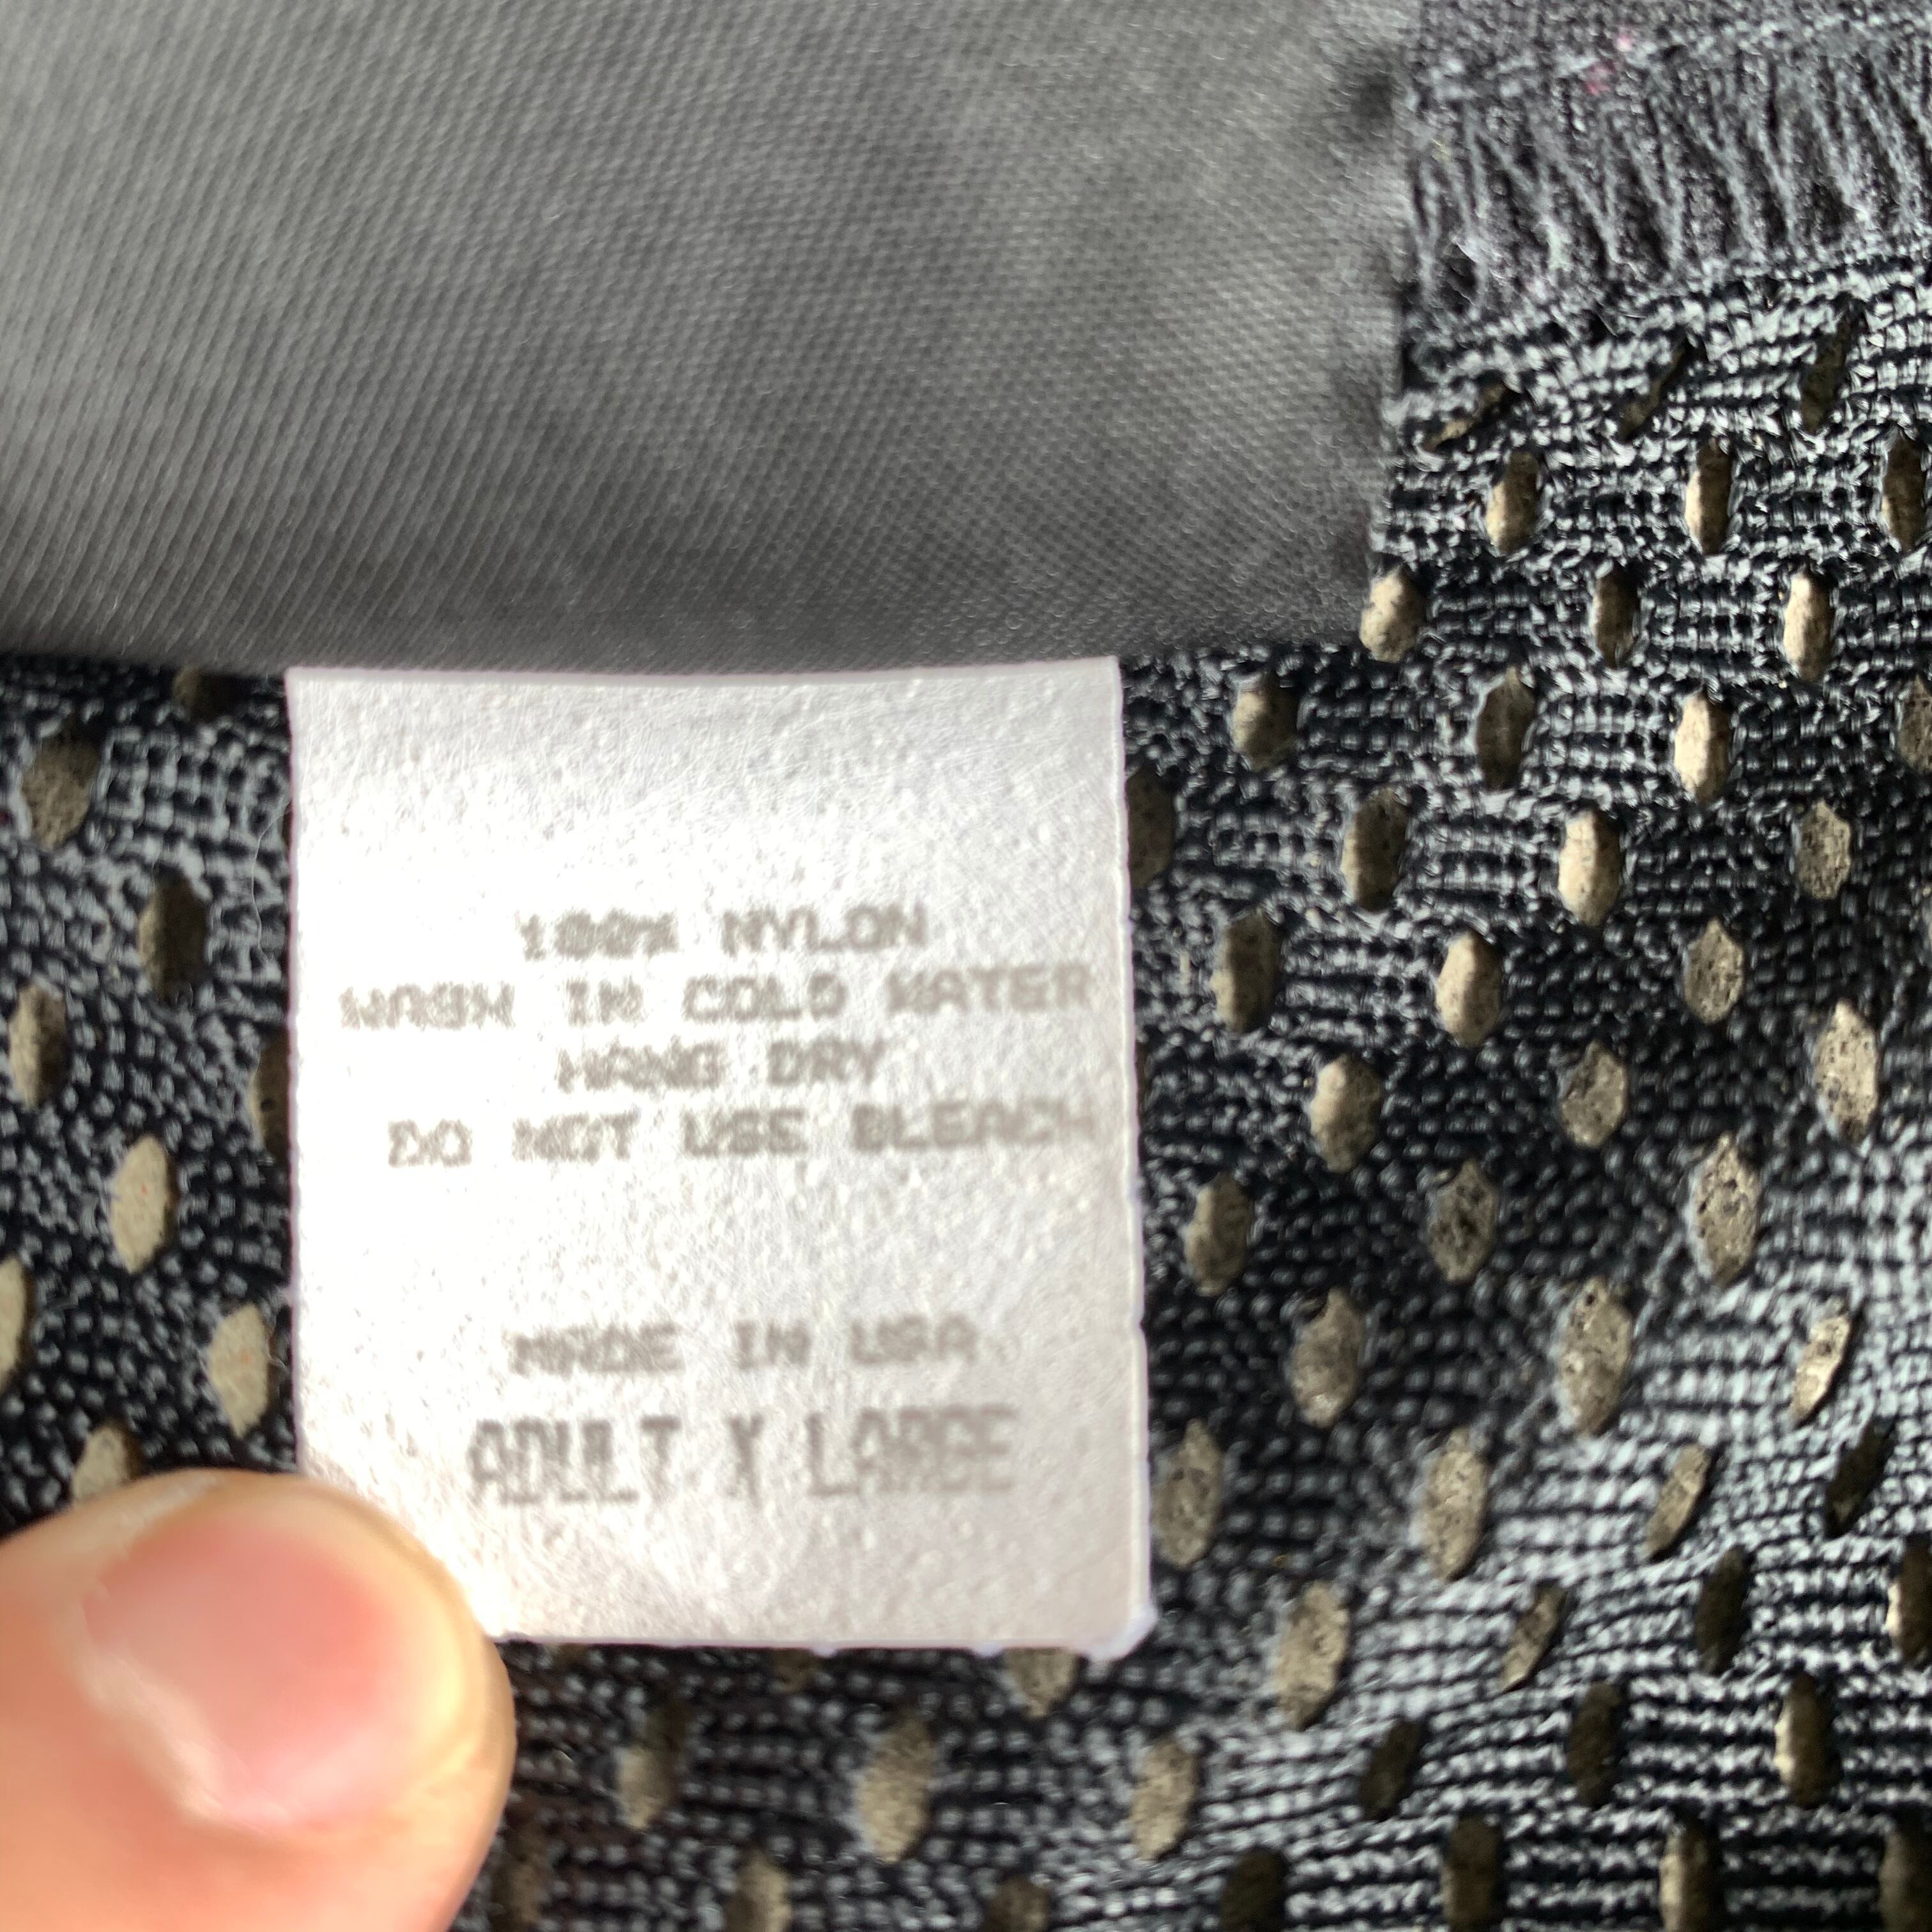 100% NYLON
WASH IN COLD WATER
HANG DRY
DO NOT USE BLEACH
MADE IN USA
ADULT X LARGE